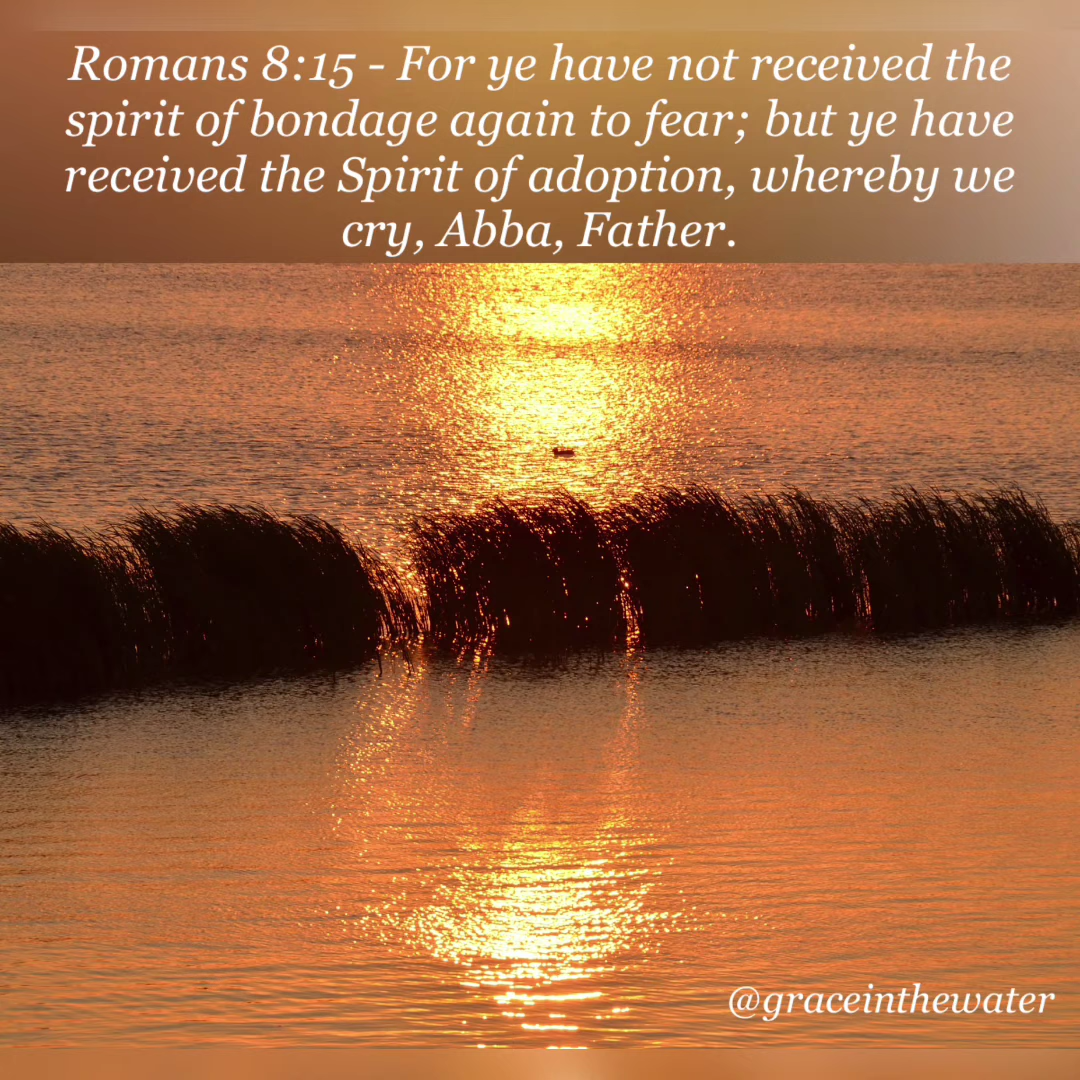 Romans 8:15 - For ye have not received the
spirit of bondage again to fear; but ye have
received the Spirit of adoption, whereby we
cry, Abba, Father.
@graceinthewater